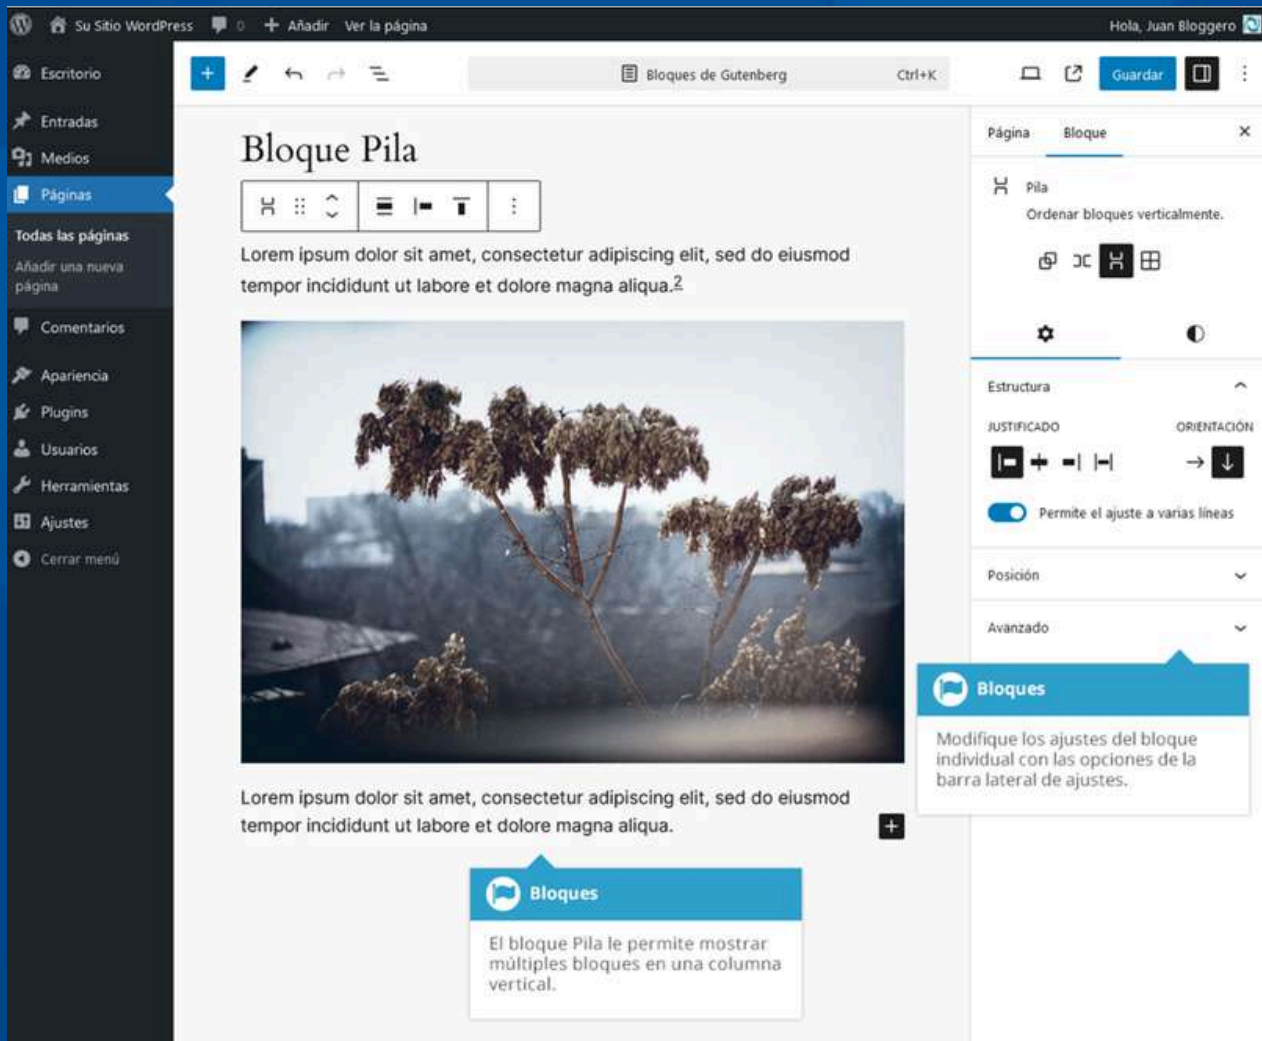 Su Sitio WordPress 0 Añadir Ver la página Hola, Juan Bloggero
Escritorio
Entradas
Medios
Páginas
Todas las páginas
Añadir una nueva
página
Comentarios
Apariencia
Plugins
Usuarios
Herramientas
Ajustes
Cerrar menú
Bloques de Gutenberg Ctrl+K
Guardar
Bloque Pila
Lorem ipsum dolor sit amet, consectetur adipiscing elit, sed do eiusmod
tempor incididunt ut labore et dolore magna aliqua.2
Lorem ipsum dolor sit amet, consectetur adipiscing elit, sed do eiusmod
tempor incididunt ut labore et dolore magna aliqua.
Bloques
El bloque Pila le permite mostrar
múltiples bloques en una columna
vertical.
Página Bloque
Pila
Ordenar bloques verticalmente.
Estructura
JUSTIFICADO ORIENTACIÓN
Permite el ajuste a varias líneas
Posición
Avanzado
Bloques
Modifique los ajustes del bloque
individual con las opciones de la
barra lateral de ajustes.